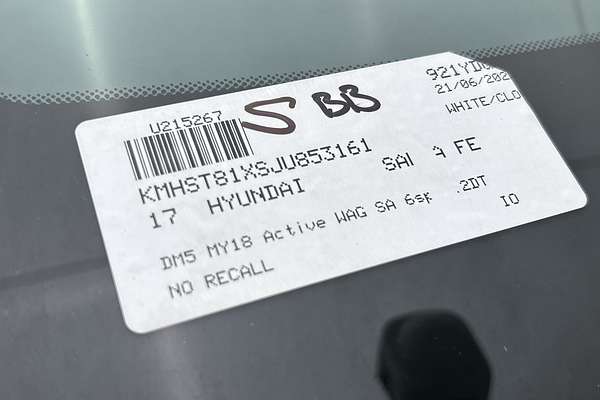 U215267
S BB
921YD
21/06/202
WHITE/CLO
KMHST81XSJU853161
17 HYUNDAI SAN A FE
DM5 MY18 Active WAG SA 6sp .2DT
IO
NO RECALL